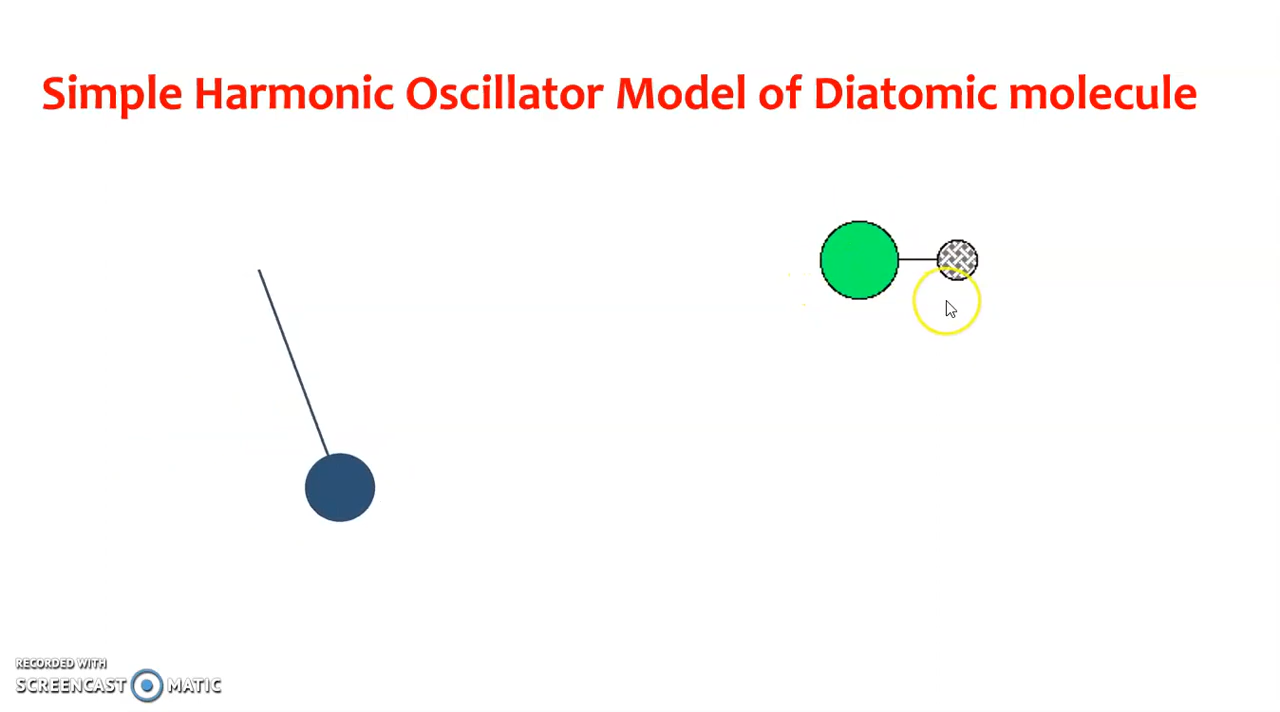 Simple Harmonic Oscillator Model of Diatomic molecule
RECORDED WITH
SCREENCAST MATIC